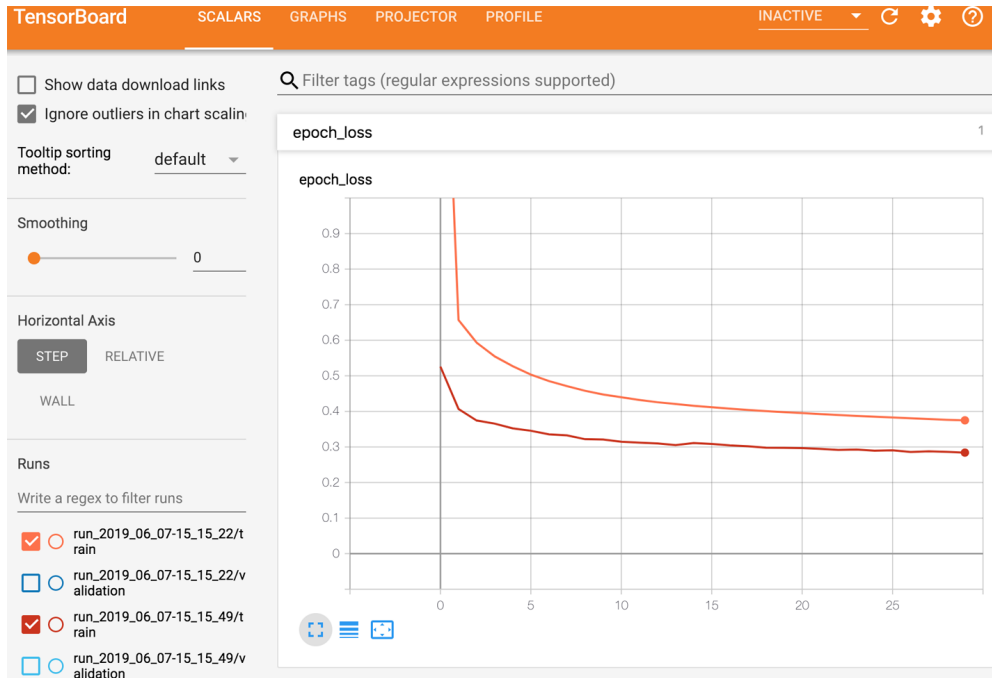 TensorBoard
SCALARS GRAPHS PROJECTOR PROFILE
INACTIVE
Show data download links
Ignore outliers in chart scalin
Tooltip sorting
method:
default
Smoothing
0
Horizontal Axis
STEP RELATIVE
WALL
Runs
Write a regex to filter runs
run_2019_06_07-15_15_22/t
rain
run_2019_06_07-15_15_22/v
alidation
run_2019_06_07-15_15_49/t
rain
run_2019_06_07-15_15_49/v
alidation
Filter tags (regular expressions supported)
epoch_loss 1
epoch_loss
0.9
0.8
0.7
0.6
0.5
0.4
0.3
0.2
0.1
0
0 5 10 15 20 25